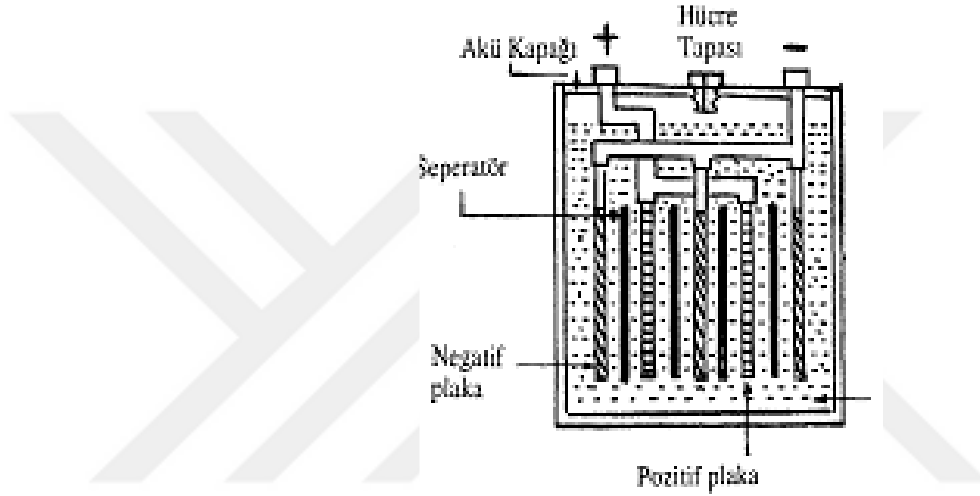 Hücre
Tapası
Akü Kapağı
+
-
Seperatör
Negatif
plaka
Pozitif plaka